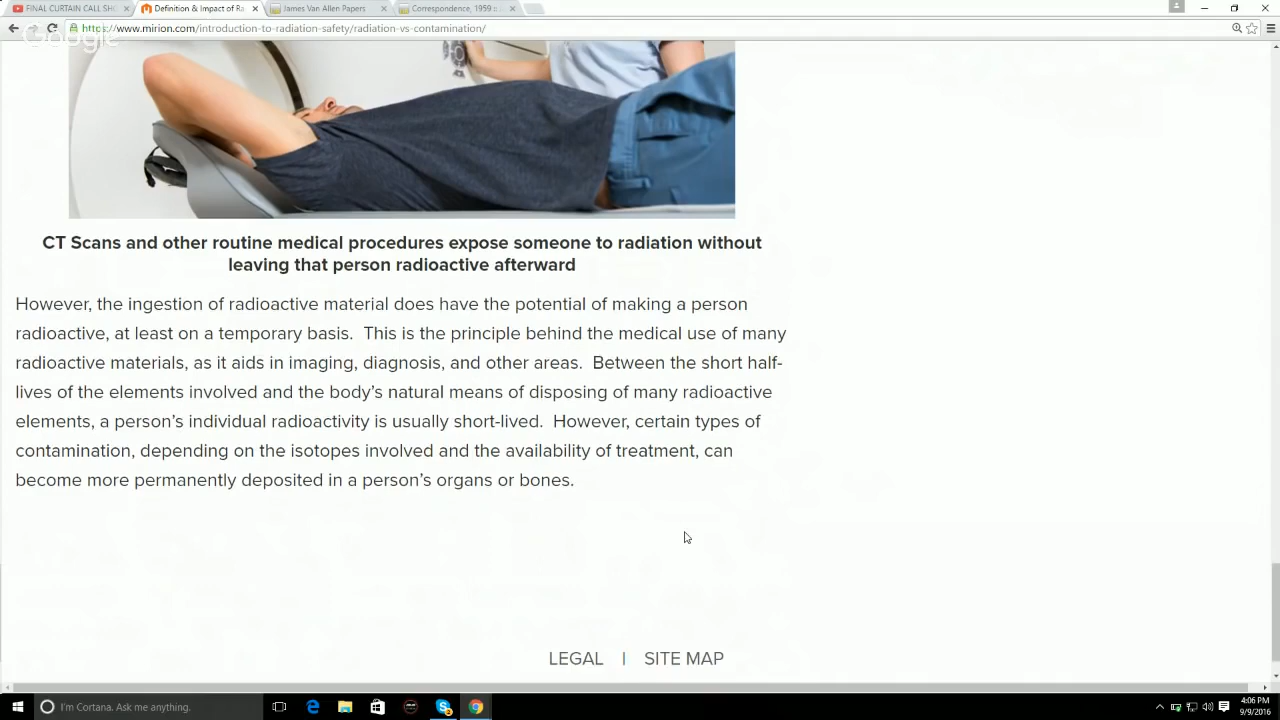 FINAL CURTAIN CALL SH
Definition & Impact of Ra
James Van Allen Papers
Correspondence, 1959
https://www.mirion.com/introduction-to-radiation-safety/radiation-vs-contamination/
Google
CT Scans and other routine medical procedures expose someone to radiation without
leaving that person radioactive afterward
However, the ingestion of radioactive material does have the potential of making a person
radioactive, at least on a temporary basis.  This is the principle behind the medical use of many
radioactive materials, as it aids in imaging, diagnosis, and other areas.  Between the short half-
lives of the elements involved and the body's natural means of disposing of many radioactive
elements, a person's individual radioactivity is usually short-lived.  However, certain types of
contamination, depending on the isotopes involved and the availability of treatment, can
become more permanently deposited in a person's organs or bones.
LEGAL | SITE MAP
I'm Cortana. Ask me anything.
4:06 PM
9/9/2016